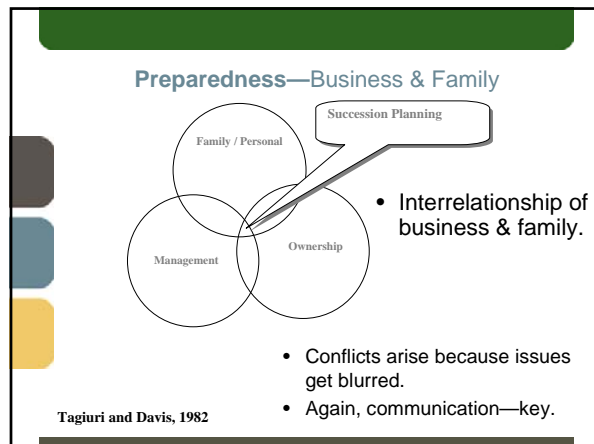 Preparedness—Business & Family
Succession Planning
Family / Personal
• Interrelationship of
business & family.
Management
Ownership
• Conflicts arise because issues
get blurred.
• Again, communication—key.
Tagiuri and Davis, 1982